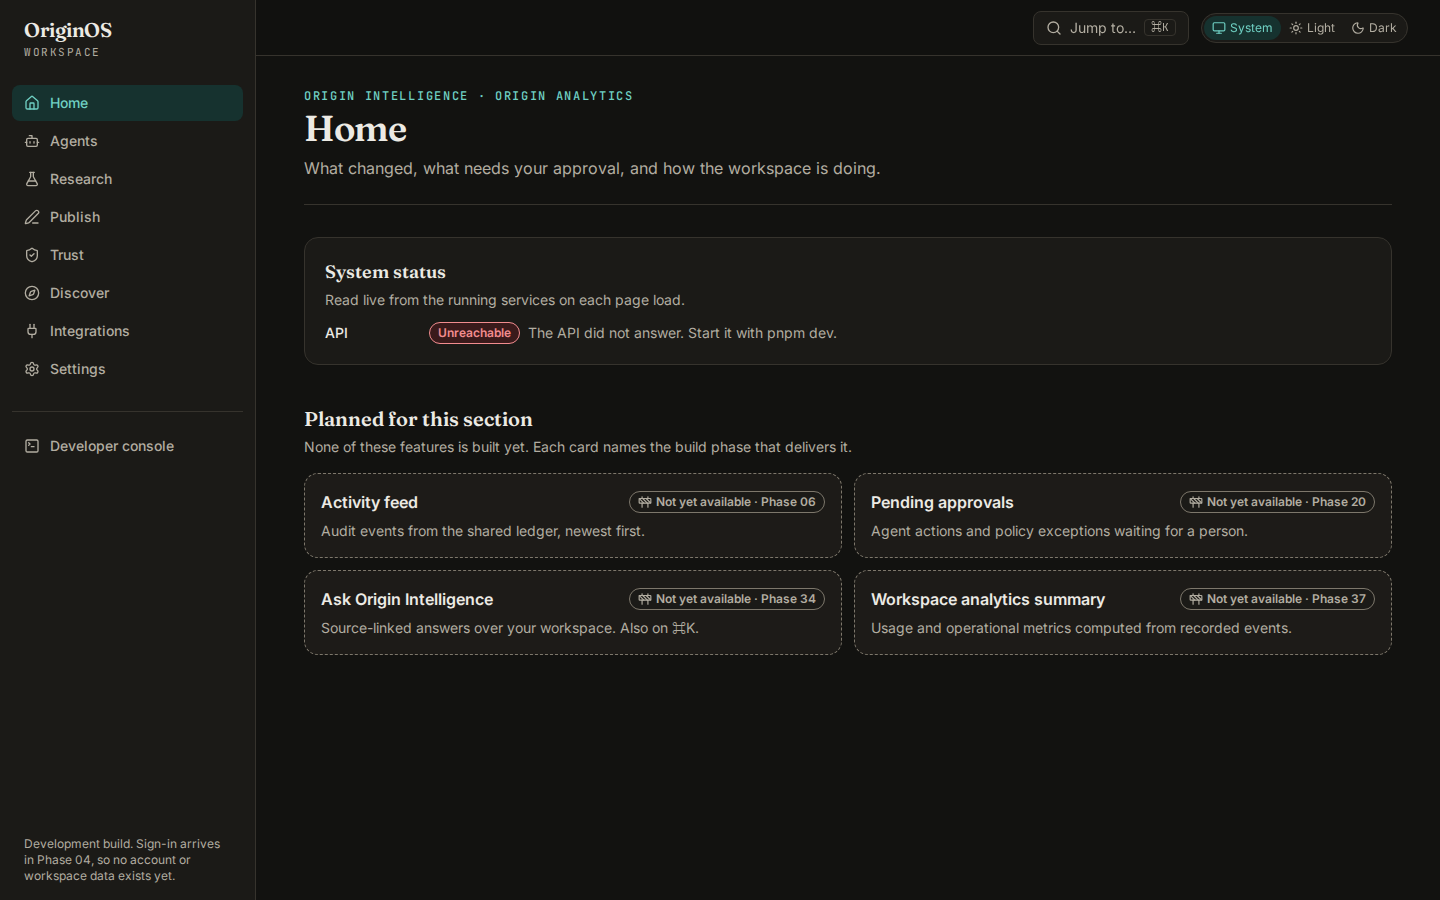 OriginOS
WORKSPACE
Home
Agents
Research
Publish
Trust
Discover
Integrations
Settings
Developer console
Development build. Sign-in arrives
in Phase 04, so no account or
workspace data exists yet.
Jump to... ⌘K
System Light Dark
ORIGIN INTELLIGENCE · ORIGIN ANALYTICS
Home
What changed, what needs your approval, and how the workspace is doing.
System status
Read live from the running services on each page load.
API Unreachable The API did not answer. Start it with pnpm dev.
Planned for this section
None of these features is built yet. Each card names the build phase that delivers it.
Activity feed Not yet available · Phase 06
Audit events from the shared ledger, newest first.
Pending approvals Not yet available · Phase 20
Agent actions and policy exceptions waiting for a person.
Ask Origin Intelligence Not yet available · Phase 34
Source-linked answers over your workspace. Also on ⌘K.
Workspace analytics summary Not yet available · Phase 37
Usage and operational metrics computed from recorded events.